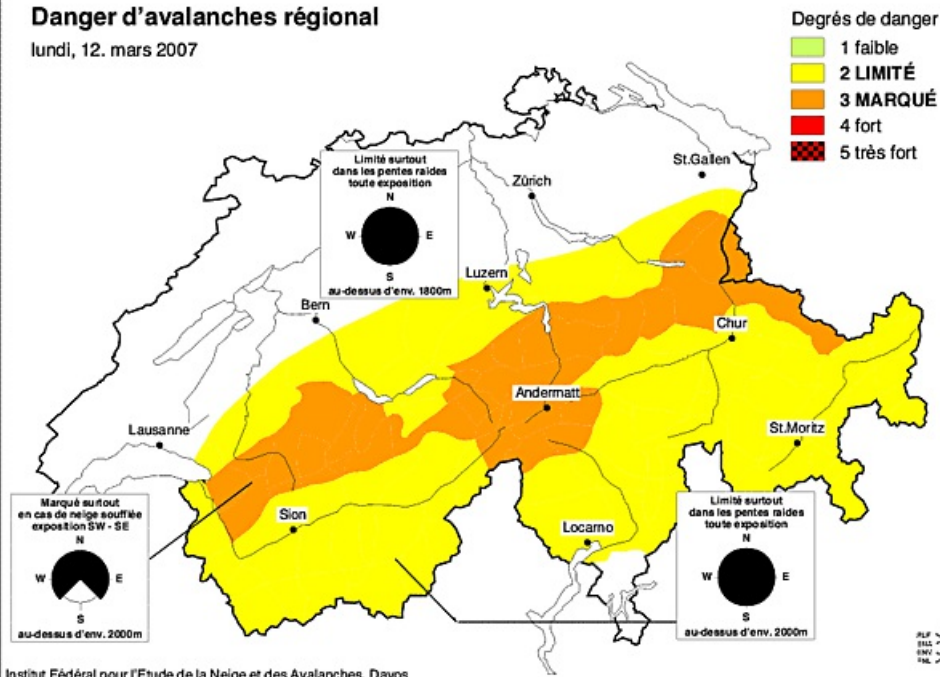 Danger d'avalanches régional
lundi, 12. mars 2007
Degrés de danger
1 faible
2 LIMITÉ
3 MARQUÉ
4 fort
5 très fort
Limité surtout
dans les pentes raides
toute exposition
N
W E
S
au-dessus d'env. 1800m
St.Gallen
Zürich
Luzern
Bern
Chur
Andermatt
Lausanne
St.Moritz
Sion
Locarno
Marqué surtout
en cas de neige soufflée
exposition SW - SE
N
W E
S
au-dessus d'env. 2000m
Limité surtout
dans les pentes raides
toute exposition
N
W E
S
au-dessus d'env. 2000m
Institut Fédéral pour l'Etude de la Neige et des Avalanches, Davos